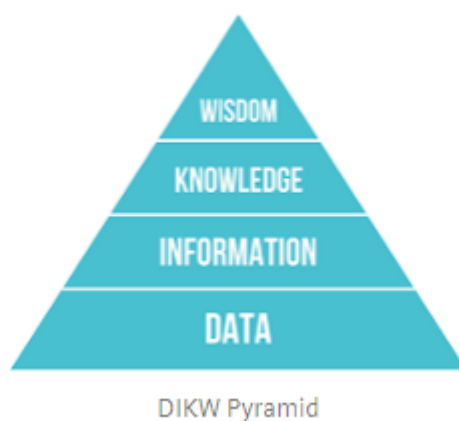 WISDOM
KNOWLEDGE
INFORMATION
DATA
DIKW Pyramid